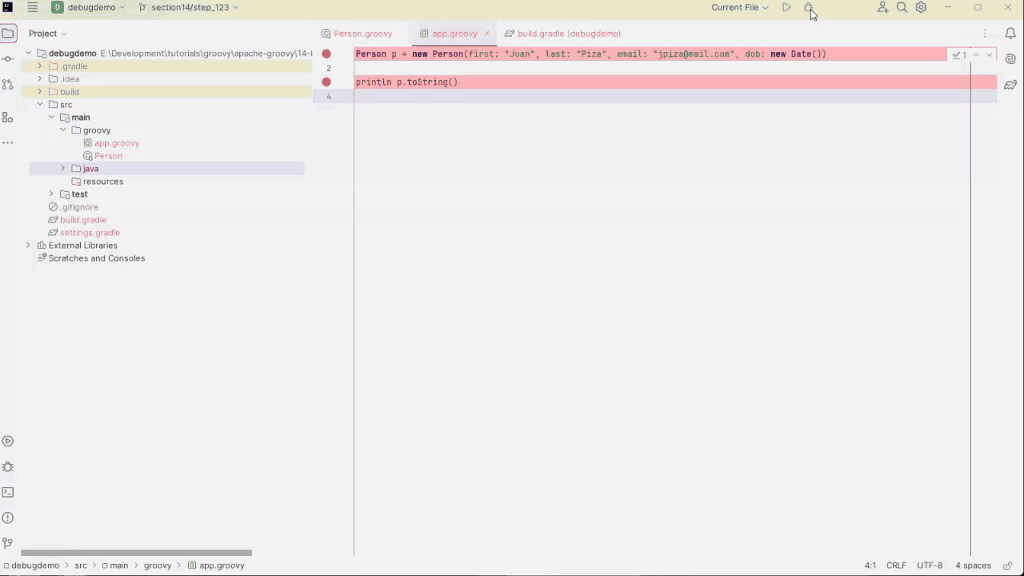 debugdemo section14/step_123 Current File
Project
Person.groovy app.groovy build.gradle (debugdemo)
debugdemo E:\Development\tutorials\groovy\apache-groovy\14-
.gradle
.idea
build
src
main
groovy
app.groovy
Person
java
resources
test
.gitignore
build.gradle
settings.gradle
External Libraries
Scratches and Consoles
Person p = new Person(first: "Juan", last: "Piza", email: "jpiza@mail.com", dob: new Date())
1
2
println p.toString()
4
debugdemo > src > main > groovy > app.groovy
4:1 CRLF UTF-8 4 spaces